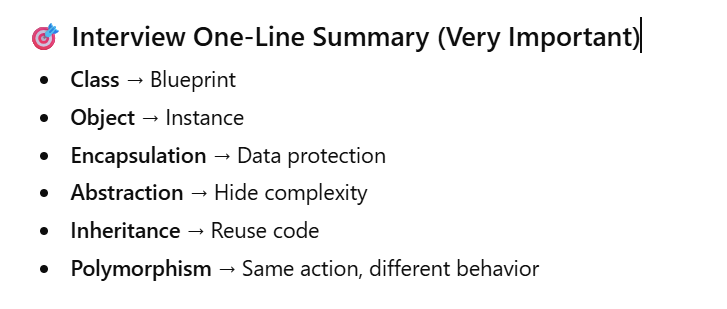 🎯 Interview One-Line Summary (Very Important)
• Class → Blueprint
• Object → Instance
• Encapsulation → Data protection
• Abstraction → Hide complexity
• Inheritance → Reuse code
• Polymorphism → Same action, different behavior